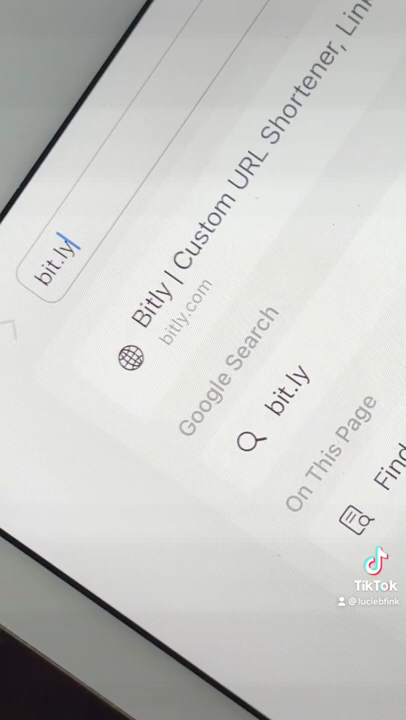 bit.ly
Bitly | Custom URL Shortener, Link
bitly.com
Google Search
bit.ly
On This Page
Find
TikTok
@luciebfink